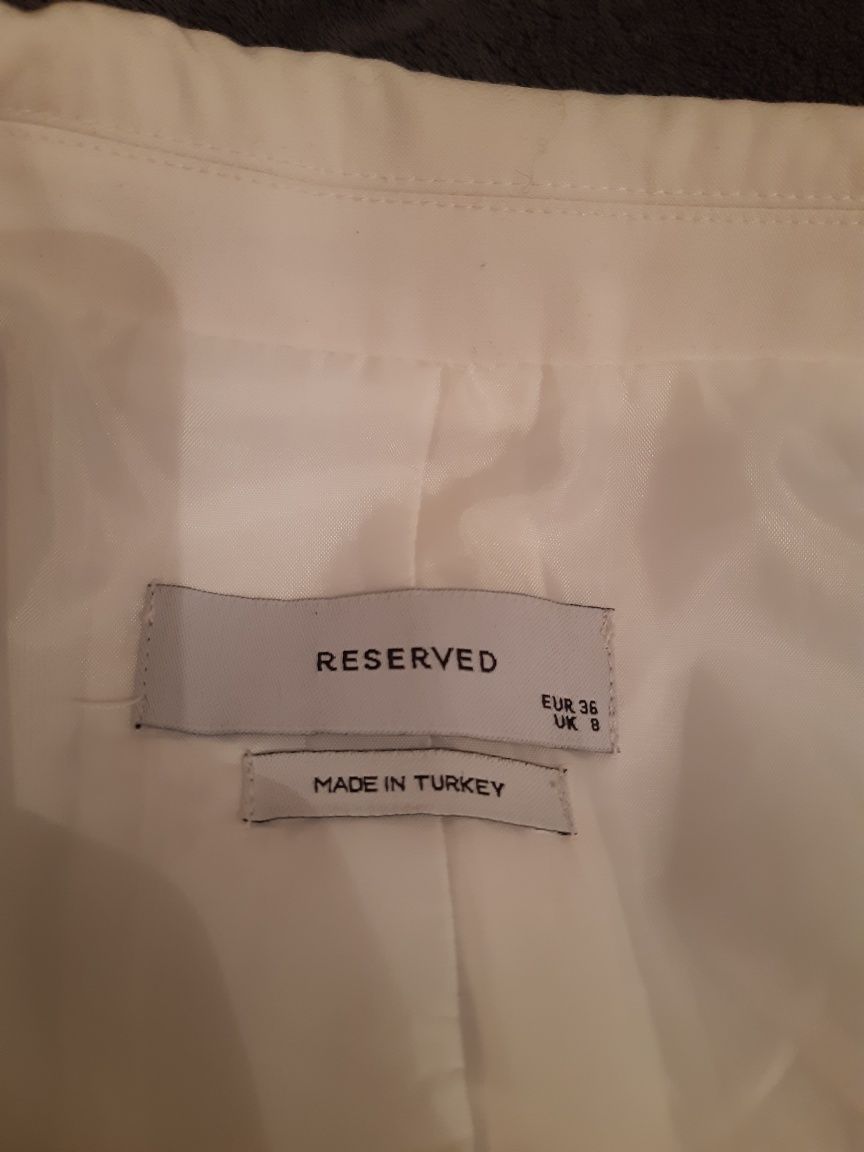 RESERVED
EUR 36
UK 8
MADE IN TURKEY